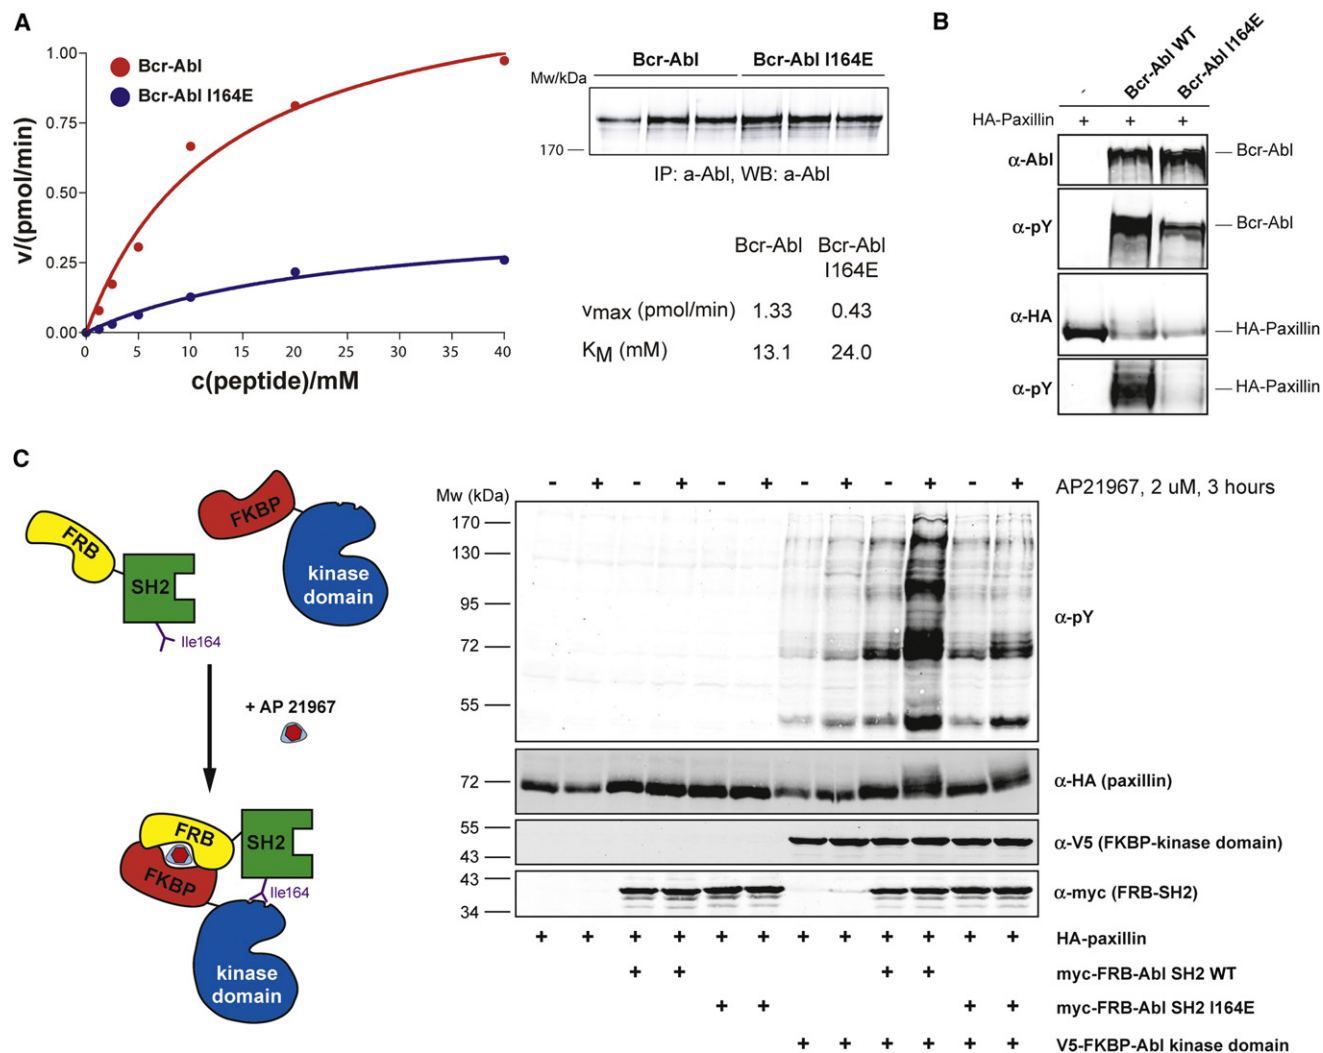 A
1.00
0.75
0.50
0.25
0.00
v/(pmol/min)
0 5 10 15 20 25 30 35 40
c(peptide)/mM
Bcr-Abl
Bcr-Abl I164E
Bcr-Abl Bcr-Abl I164E
Mw/kDa
170
IP: a-Abl, WB: a-Abl
Bcr-Abl Bcr-Abl
I164E
vmax (pmol/min) 1.33 0.43
KM (mM) 13.1 24.0
B
- Bcr-Abl WT Bcr-Abl I164E
HA-Paxillin + + +
α-Abl Bcr-Abl
α-pY Bcr-Abl
α-HA HA-Paxillin
α-pY HA-Paxillin
C
FRB
SH2
Ile164
FKBP
kinase
domain
+ AP 21967
FRB
FKBP
SH2
Ile164
kinase
domain
- + - + - + - + - + - + AP21967, 2 uM, 3 hours
Mw (kDa)
170
130
95
72
55
α-pY
72 α-HA (paxillin)
55
43
α-V5 (FKBP-kinase domain)
43
34
α-myc (FRB-SH2)
+ + + + + + + + + + + + HA-paxillin
+ + + + myc-FRB-Abl SH2 WT
+ + + + myc-FRB-Abl SH2 I164E
+ + + + + + V5-FKBP-Abl kinase domain